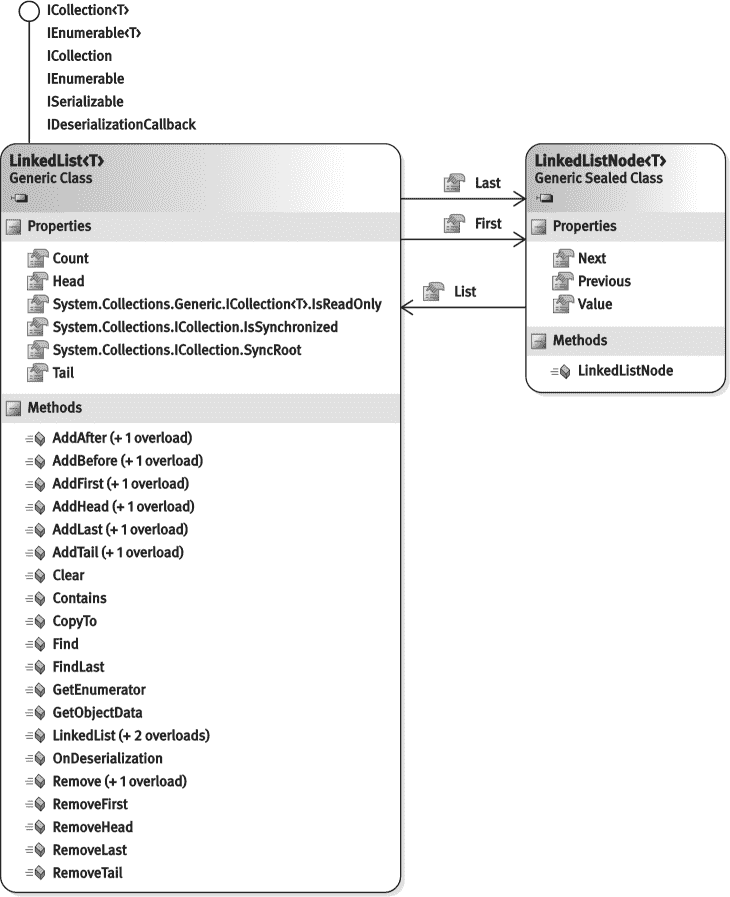 ICollection<T>
IEnumerable<T>
ICollection
IEnumerable
ISerializable
IDeserializationCallback
LinkedList<T>
Generic Class
Properties
Count
Head
System.Collections.Generic.ICollection<T>.IsReadOnly
System.Collections.ICollection.IsSynchronized
System.Collections.ICollection.SyncRoot
Tail
Methods
AddAfter (+ 1 overload)
AddBefore (+ 1 overload)
AddFirst (+ 1 overload)
AddHead (+ 1 overload)
AddLast (+ 1 overload)
AddTail (+ 1 overload)
Clear
Contains
CopyTo
Find
FindLast
GetEnumerator
GetObjectData
LinkedList (+ 2 overloads)
OnDeserialization
Remove (+ 1 overload)
RemoveFirst
RemoveHead
RemoveLast
RemoveTail
Last
First
List
LinkedListNode<T>
Generic Sealed Class
Properties
Next
Previous
Value
Methods
LinkedListNode